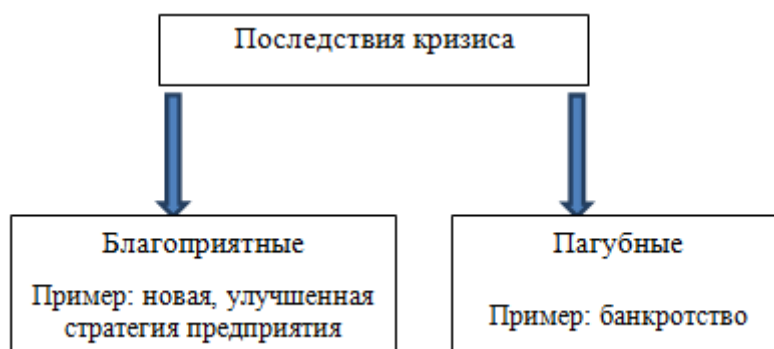 Последствия кризиса
Благоприятные
Пример: новая, улучшенная
стратегия предприятия
Пагубные
Пример: банкротство